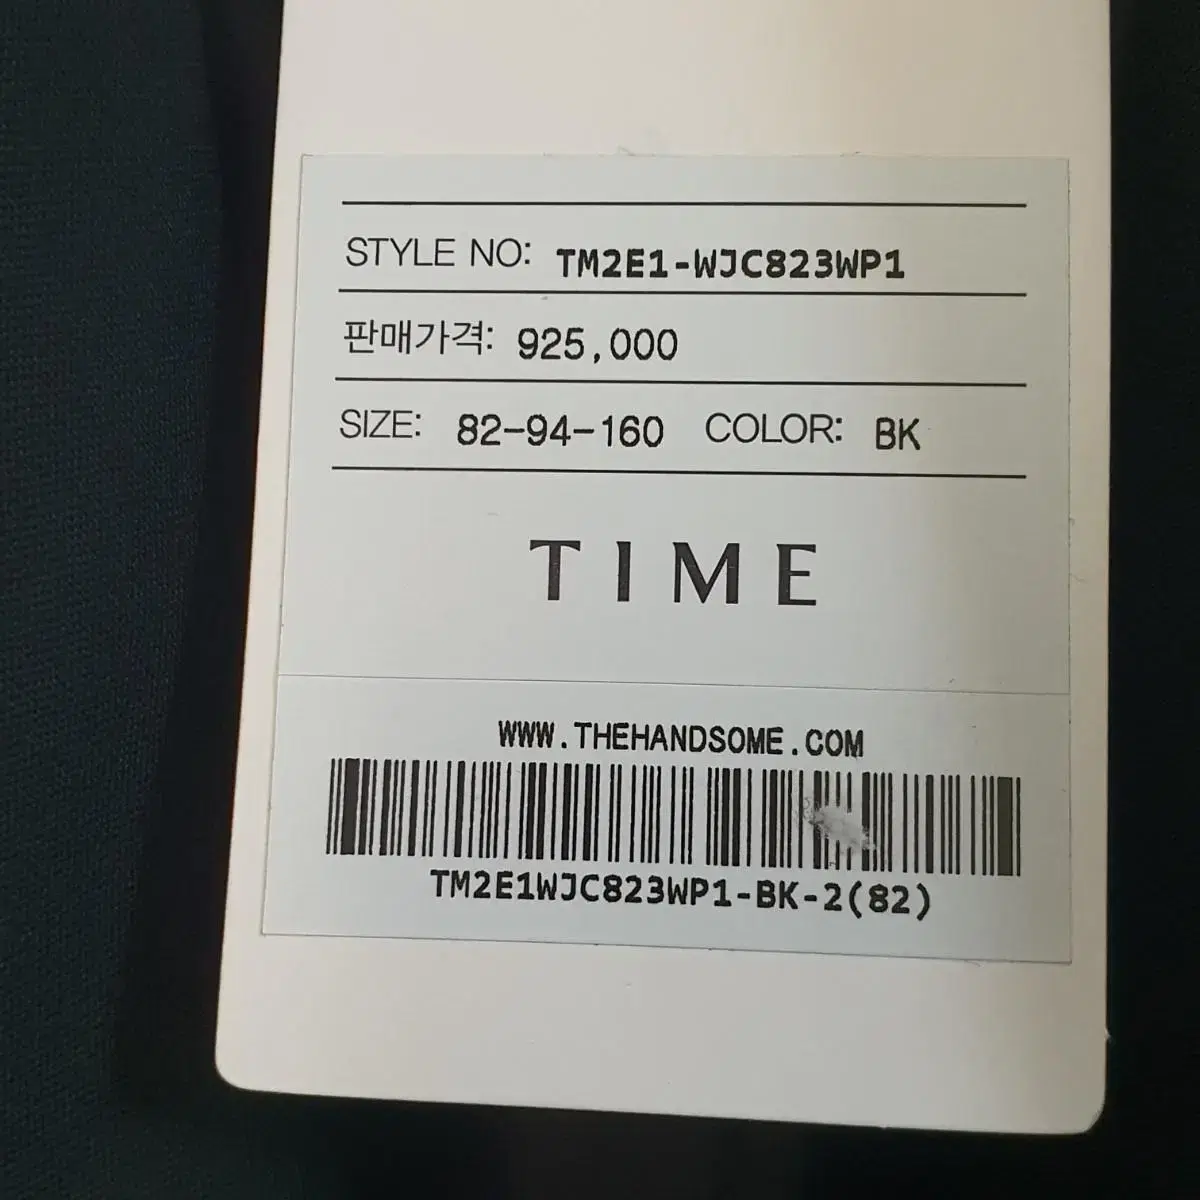 STYLE NO: TM2E1-WJC823WP1
판매가격: 925,000
SIZE: 82-94-160 COLOR: BK
TIME
WWW.THEHANDSOME.COM
TM2E1WJC823WP1-BK-2(82)